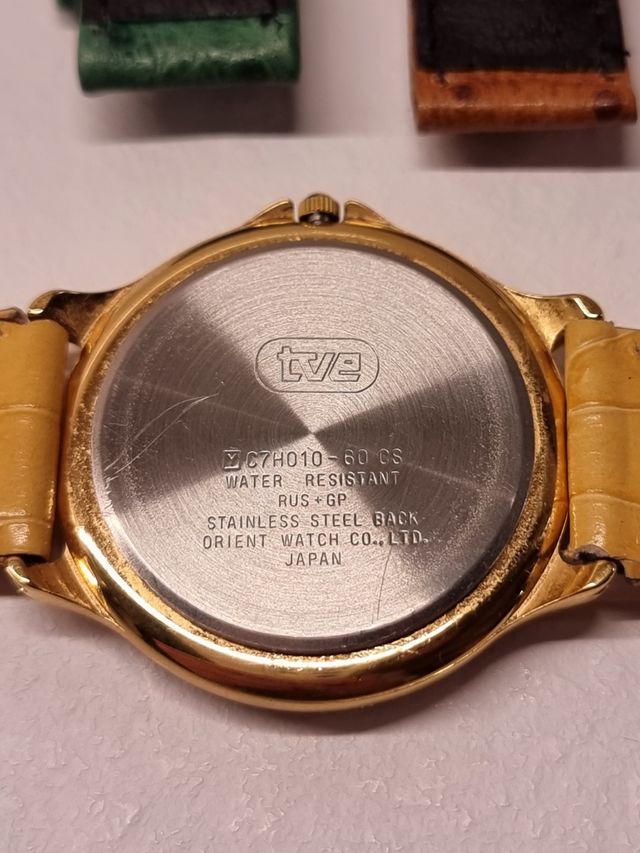 tve
C7H010-60 CS
WATER RESISTANT
RUS+GP
STAINLESS STEEL BACK
ORIENT WATCH CO.,LTD.
JAPAN